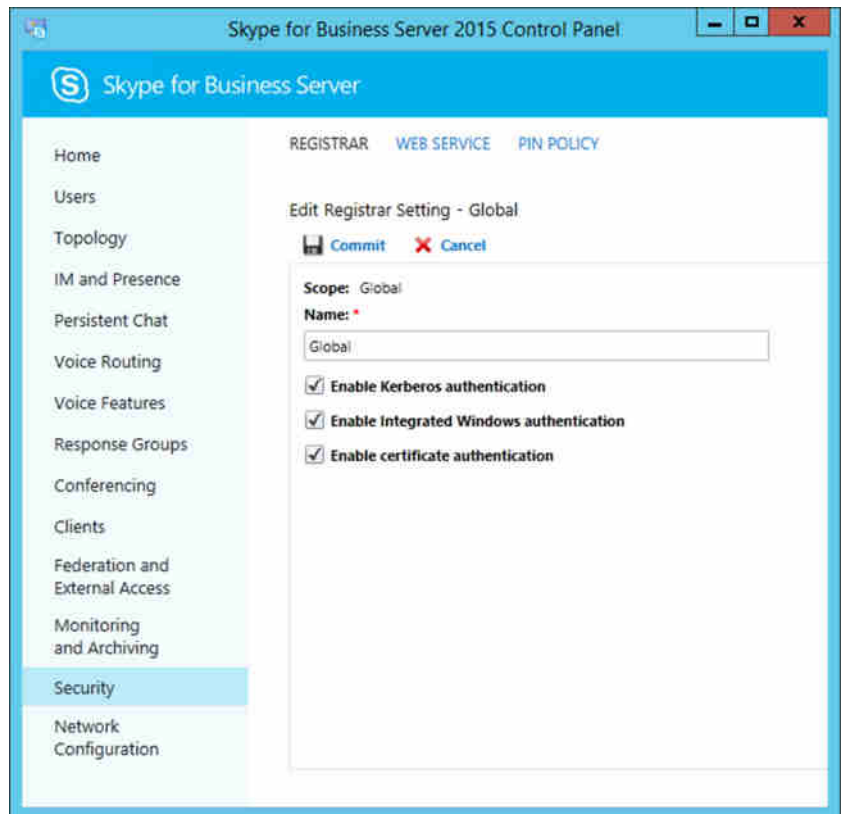 Skype for Business Server 2015 Control Panel
Skype for Business Server
Home
Users
Topology
IM and Presence
Persistent Chat
Voice Routing
Voice Features
Response Groups
Conferencing
Clients
Federation and
External Access
Monitoring
and Archiving
Security
Network
Configuration
REGISTRAR WEB SERVICE PIN POLICY
Edit Registrar Setting - Global
Commit Cancel
Scope: Global
Name: *
Global
Enable Kerberos authentication
Enable Integrated Windows authentication
Enable certificate authentication